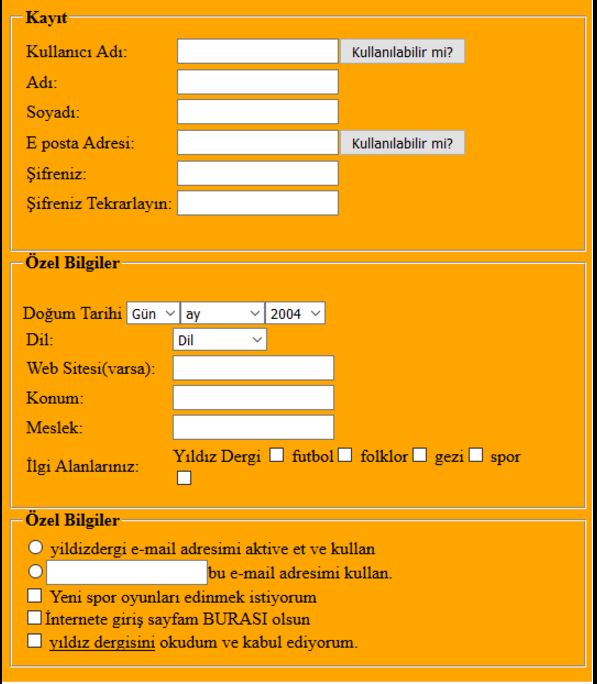 Kayıt
Kullanıcı Adı: Kullanılabilir mi?
Adı:
Soyadı:
E posta Adresi: Kullanılabilir mi?
Şifreniz:
Şifreniz Tekrarlayın:
Özel Bilgiler
Doğum Tarihi Gün ay 2004
Dil: Dil
Web Sitesi(varsa):
Konum:
Meslek:
İlgi Alanlarınız: Yıldız Dergi futbol folklor gezi spor
Özel Bilgiler
yildizdergi e-mail adresimi aktive et ve kullan
bu e-mail adresimi kullan.
Yeni spor oyunları edinmek istiyorum
İnternete giriş sayfam BURASI olsun
yıldız dergisini okudum ve kabul ediyorum.